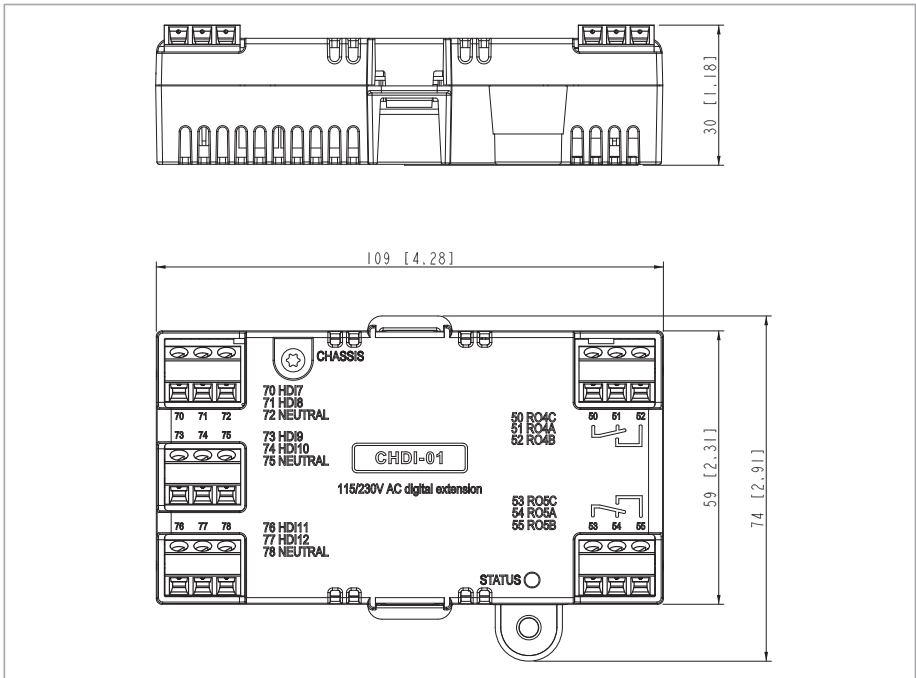 30 [1.18]
109 [4.28]
CHASSIS
70 HDI7
71 HDI8
72 NEUTRAL
70 71 72
73 74 75
73 HDI9
74 HDI10
75 NEUTRAL
CHDI-01
115/230V AC digital extension
76 HDI11
77 HDI12
78 NEUTRAL
76 77 78
50 RO4C
51 RO4A
52 RO4B
50 51 52
53 RO5C
54 RO5A
55 RO5B
53 54 55
STATUS
59 [2.31]
74 [2.91]